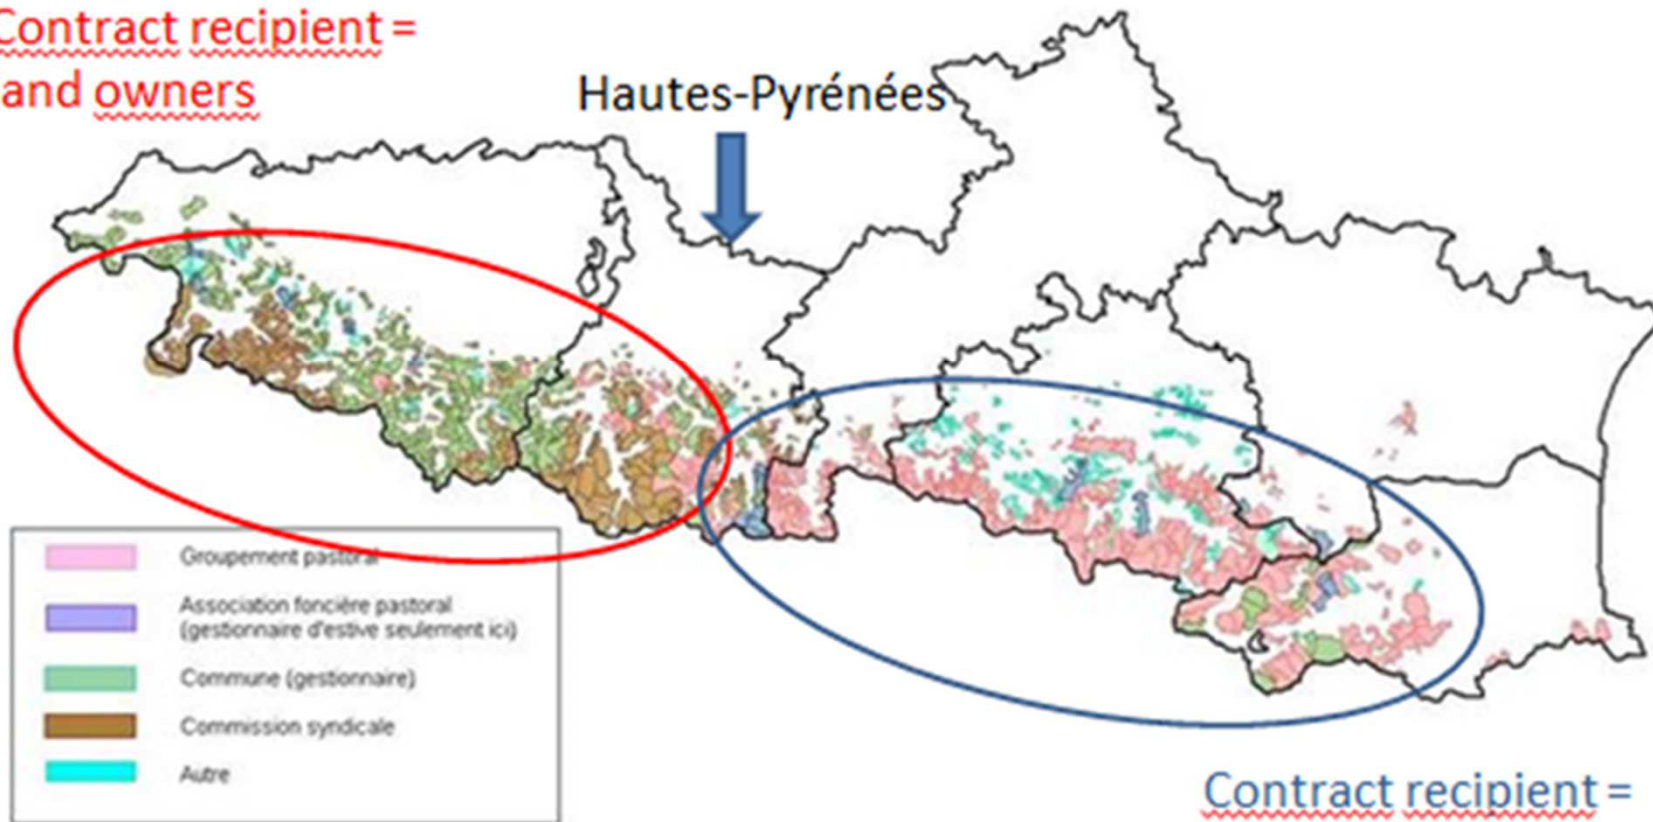 Contract recipient =
and owners
Hautes-Pyrénées
Groupement pastoral
Association foncière pastoral
(gestionnaire d'estive seulement ici)
Commune (gestionnaire)
Commission syndicale
Autre
Contract recipient =